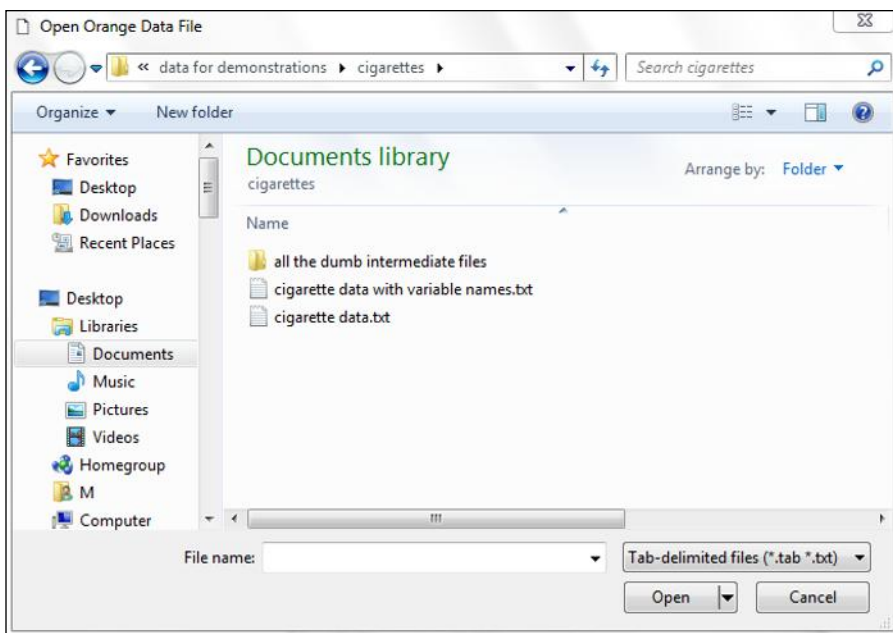 Open Orange Data File
« data for demonstrations ▸ cigarettes ▸
Search cigarettes
Organize
New folder
Favorites
Desktop
Downloads
Recent Places
Desktop
Libraries
Documents
Music
Pictures
Videos
Homegroup
M
Computer
Documents library
cigarettes
Arrange by: Folder
Name
all the dumb intermediate files
cigarette data with variable names.txt
cigarette data.txt
File name:
Tab-delimited files (*.tab *.txt)
Open
Cancel